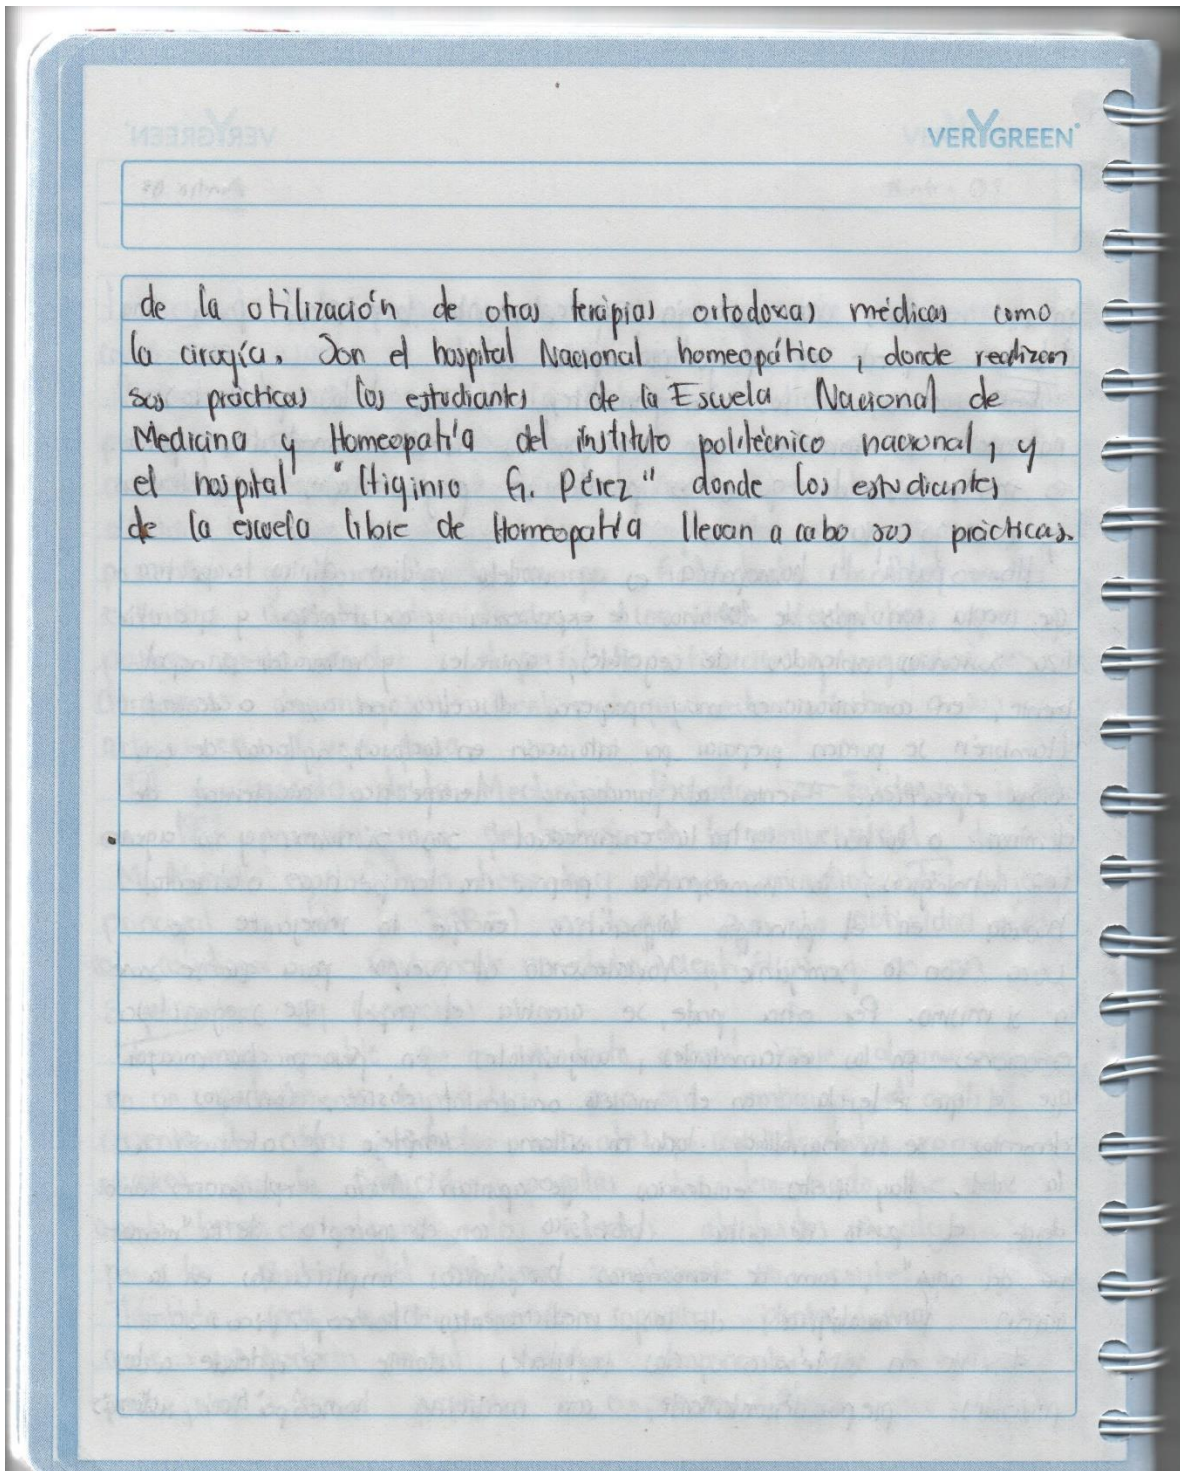 VERYGREEN
de la utilización de otras terápias ortodoxas médicas como
la cirugía. Son el hospital Nacional homeopático, donde realizan
sus prácticas los estudiantes de la Escuela Nacional de
Medicina y Homeopatía del instituto politécnico nacional, y
el hospital "Higinio G. Pérez" donde los estudiantes
de la escuela libre de Homeopatía llevan a cabo sus prácticas.